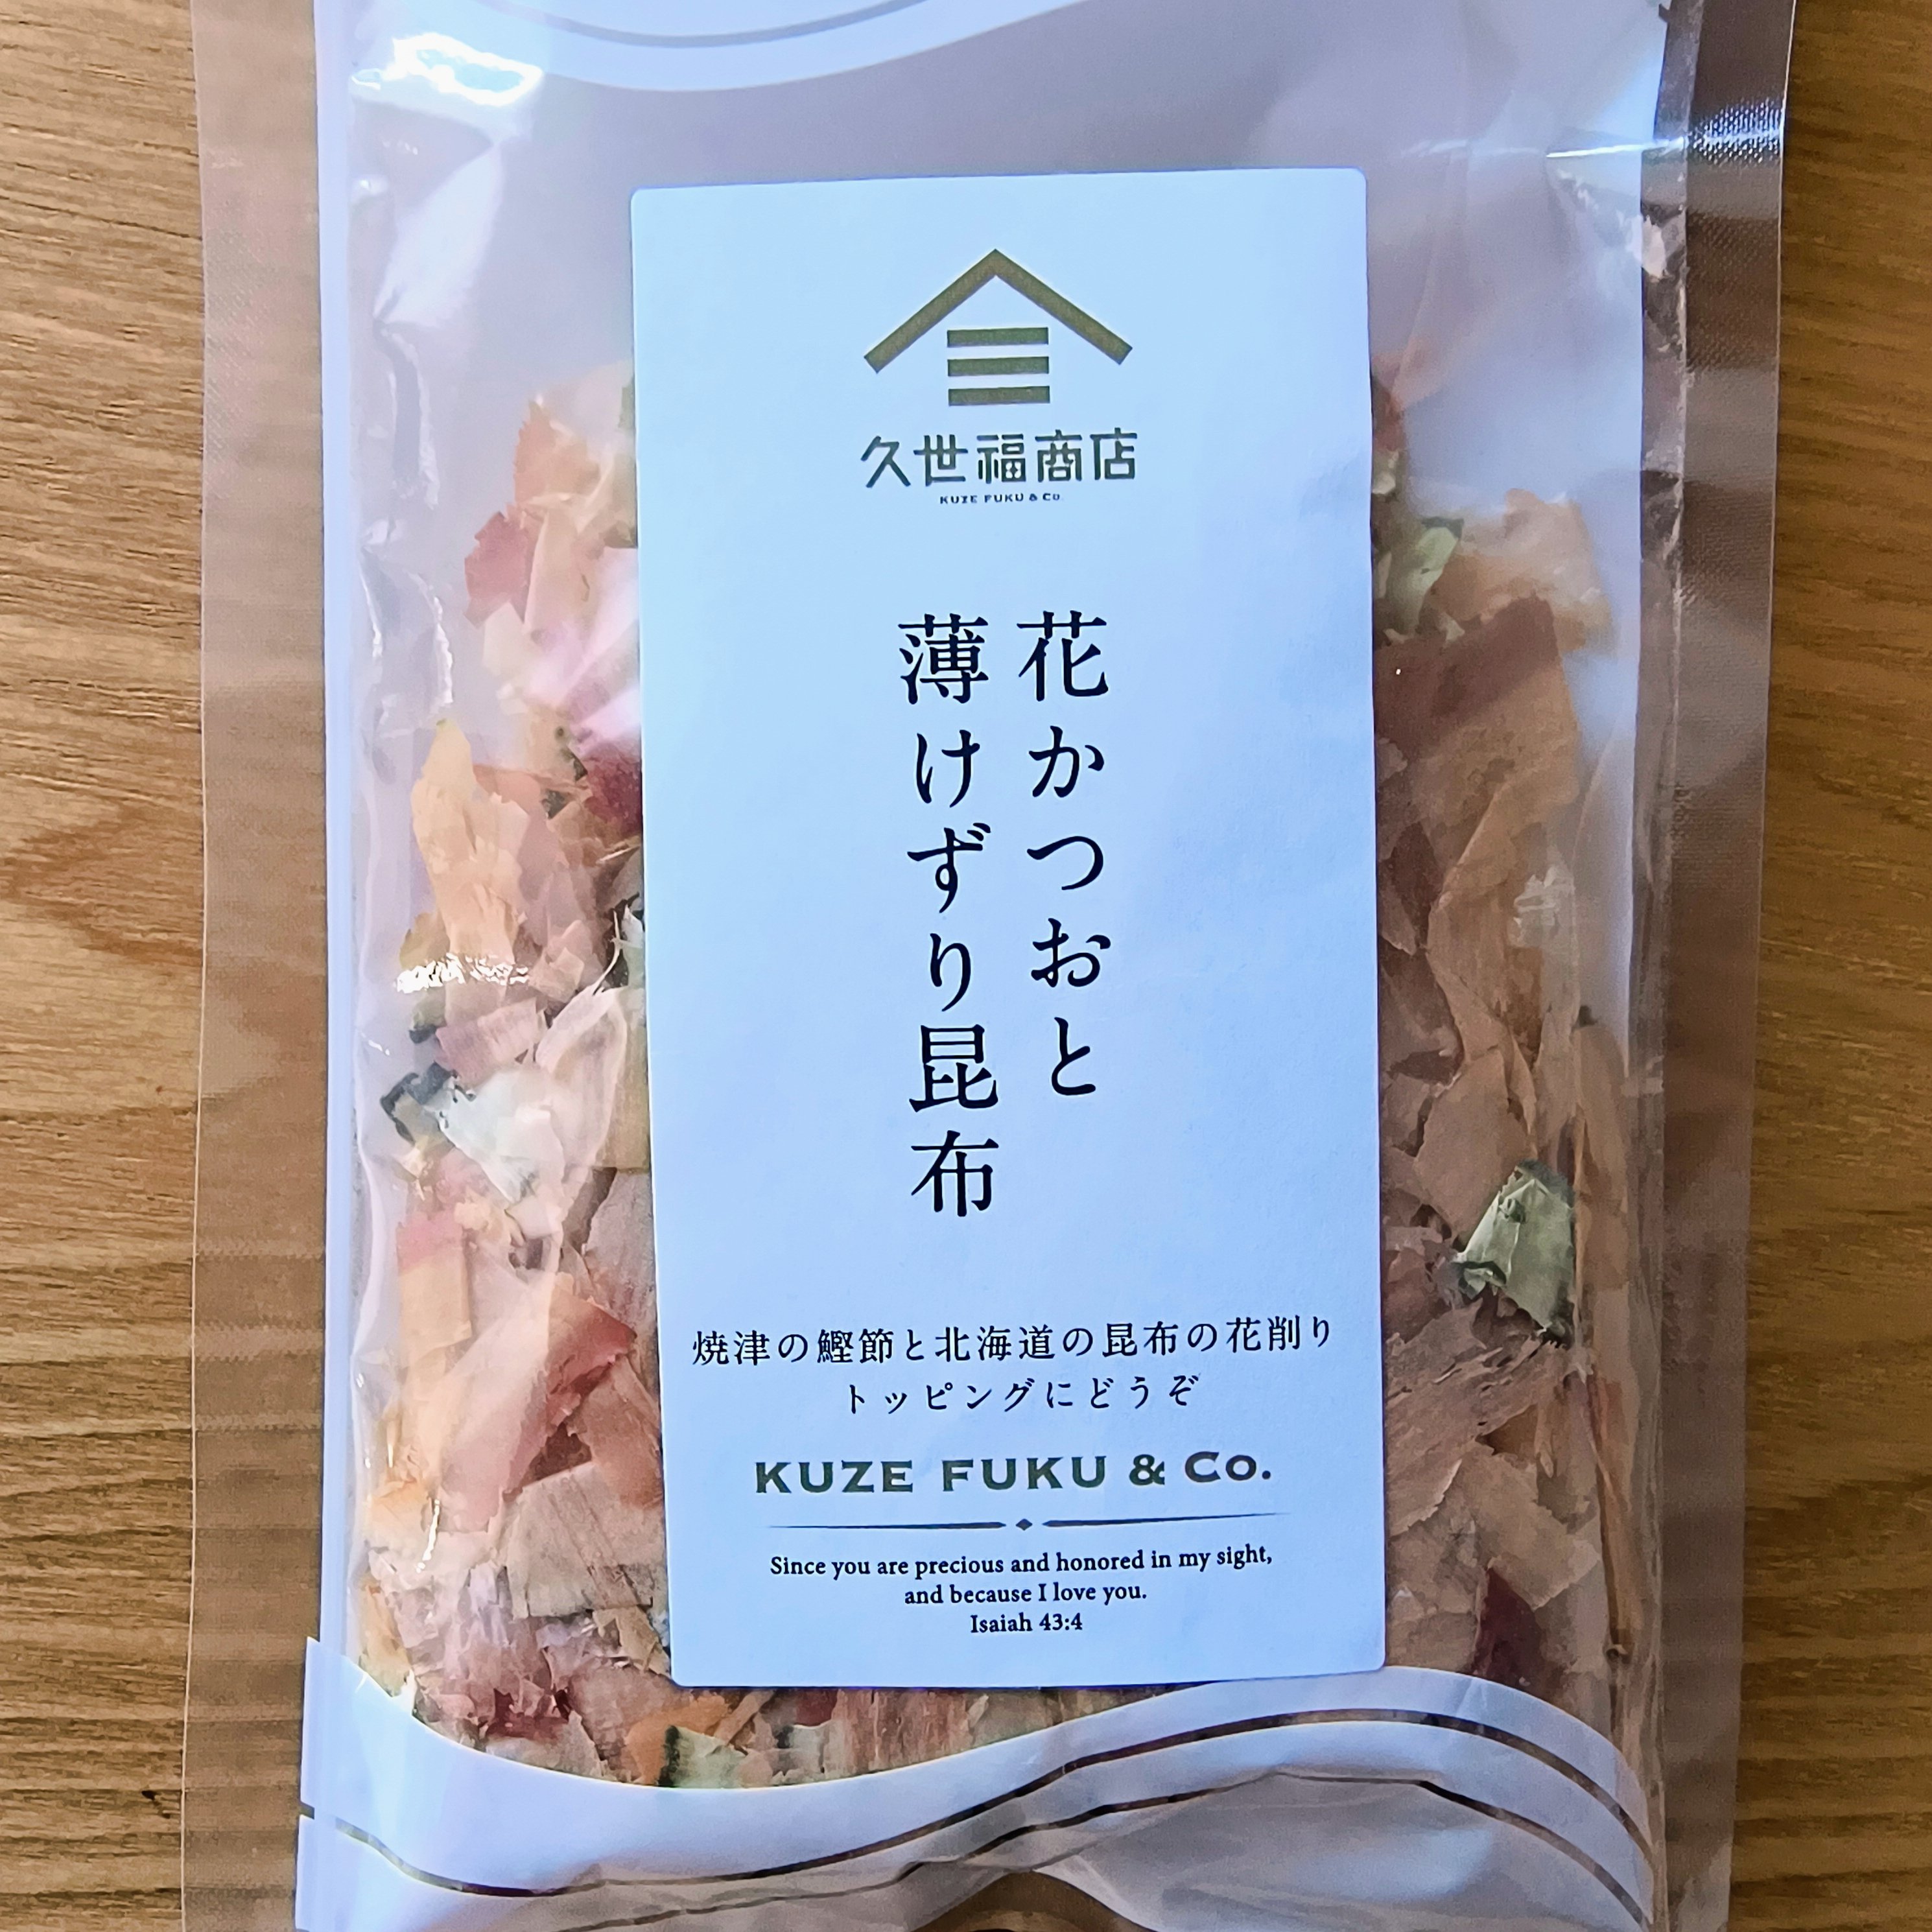 久世福商店
KUZE FUKU & Co.
花かつおと
薄けずり昆布
焼津の鰹節と北海道の昆布の花削り
トッピングにどうぞ
KUZE FUKU & Co.
Since you are precious and honored in my sight,
and because I love you.
Isaiah 43:4